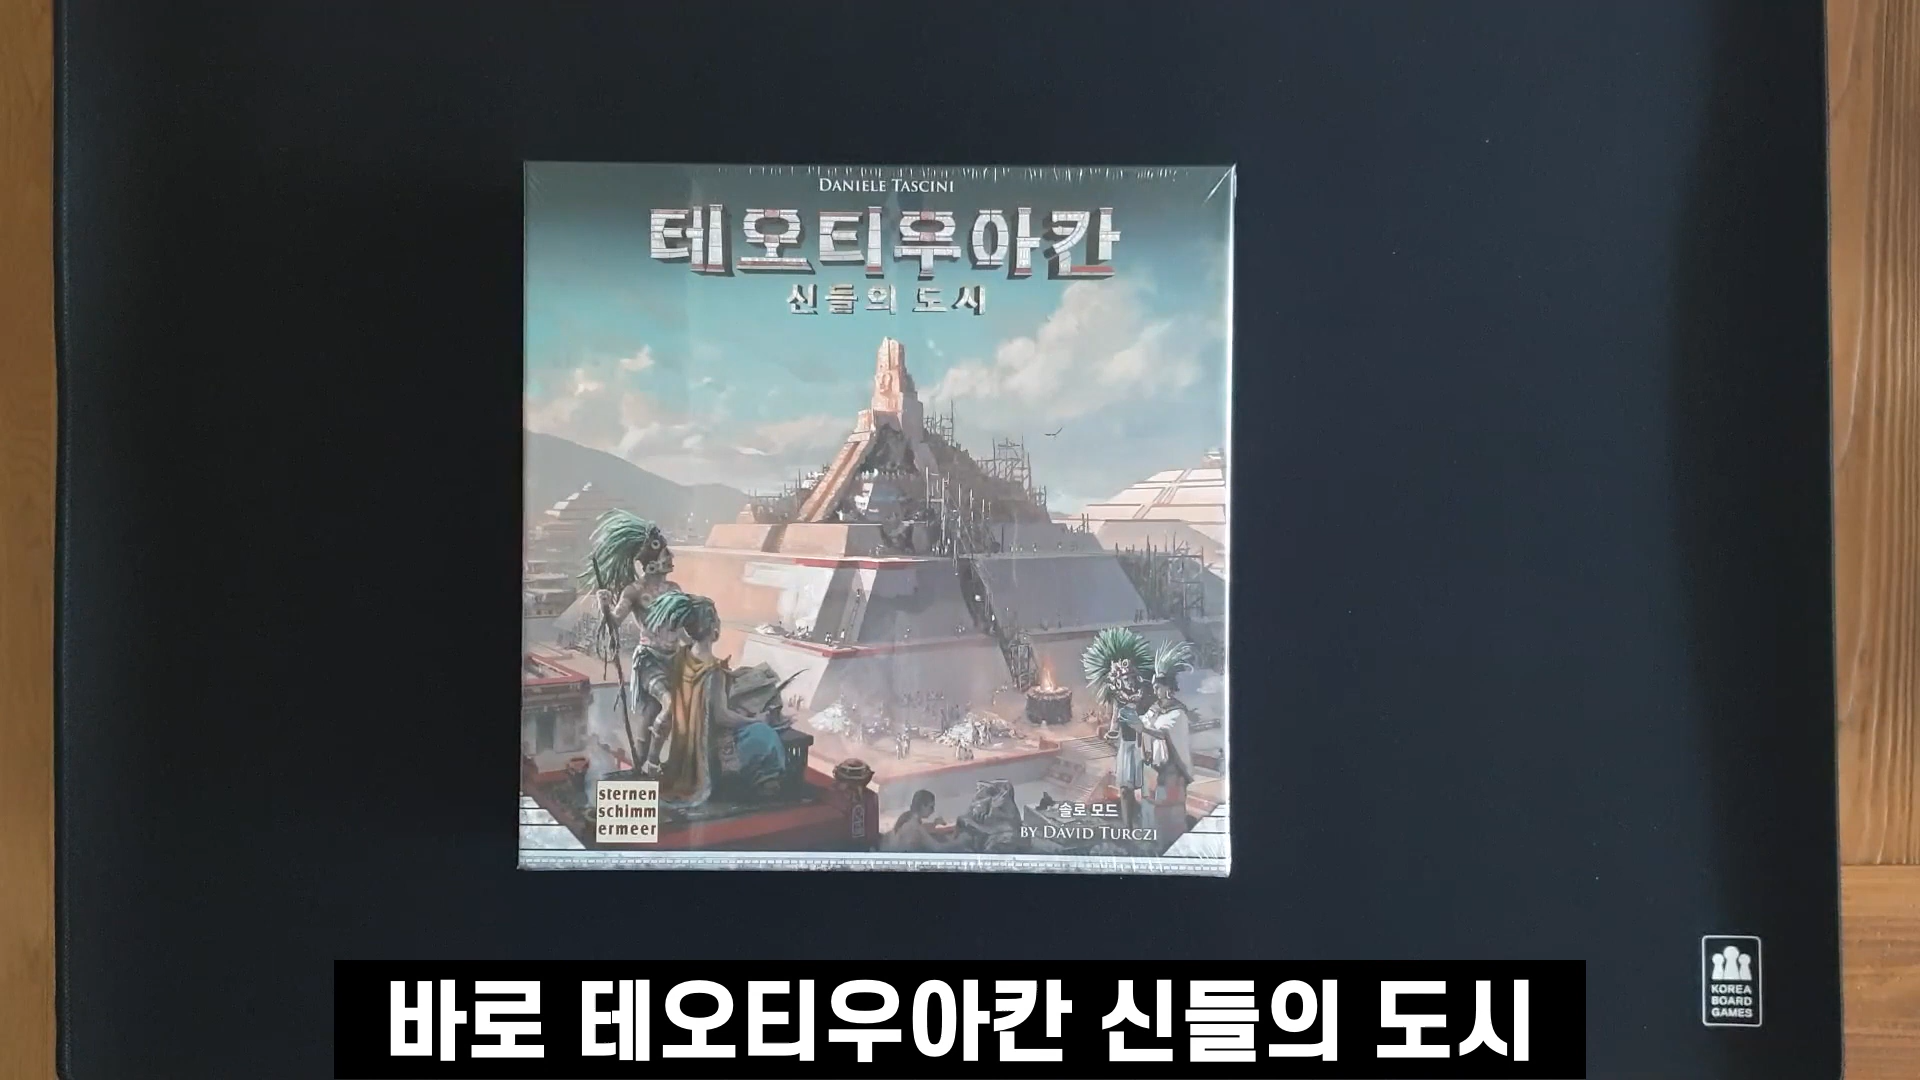 DANIELE TASCINI
테오티우아칸
신들의 도시
sternen
schimm
ermeer
솔로 모드
BY DÁVID TURCZI
KOREA
BOARD
GAMES
바로 테오티우아칸 신들의 도시